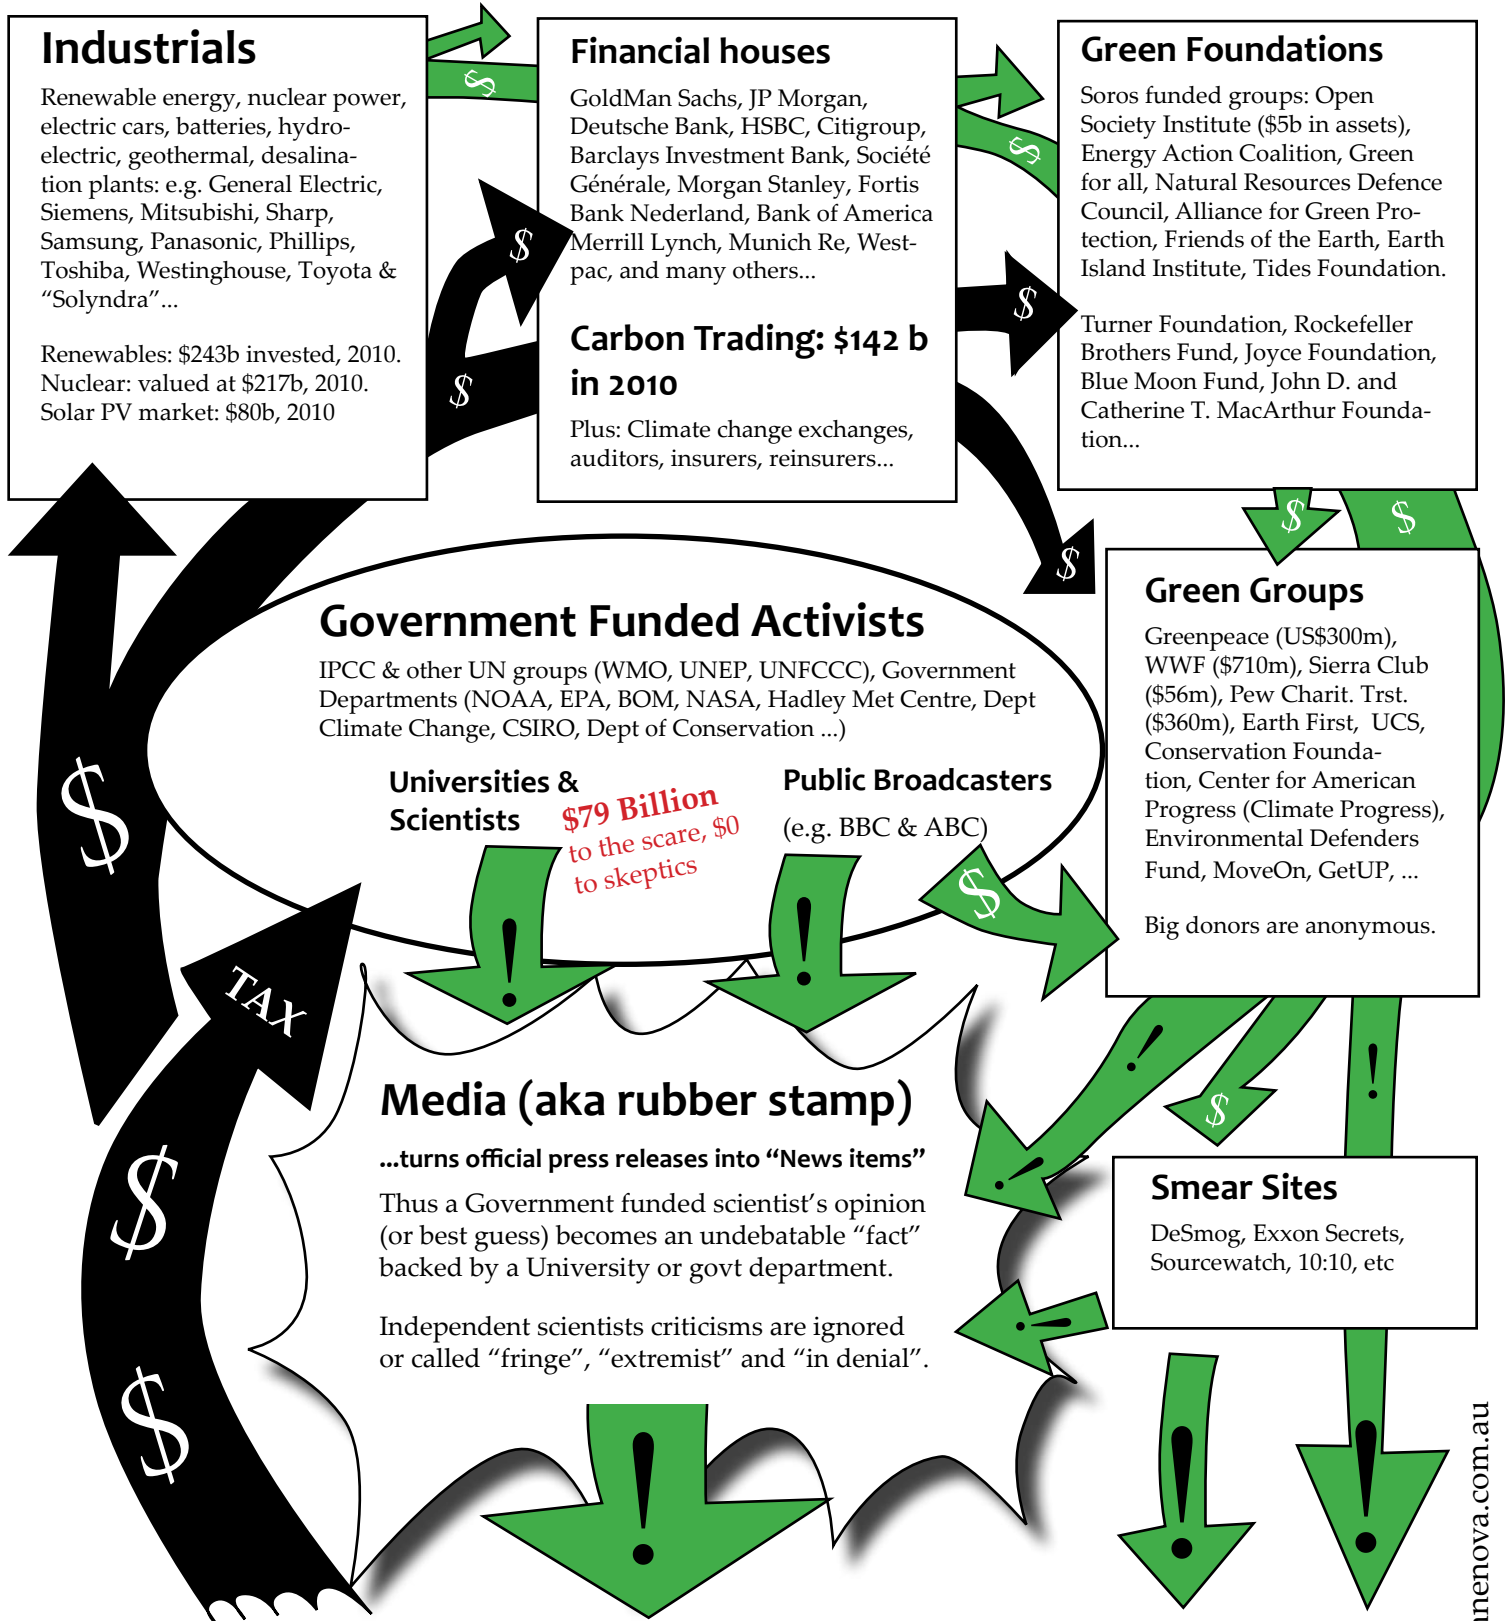 Industrials
Renewable energy, nuclear power,
electric cars, batteries, hydro-
electric, geothermal, desalina-
tion plants: e.g. General Electric,
Siemens, Mitsubishi, Sharp,
Samsung, Panasonic, Phillips,
Toshiba, Westinghouse, Toyota &
“Solyndra”...
Renewables: $243b invested, 2010.
Nuclear: valued at $217b, 2010.
Solar PV market: $80b, 2010
$
Financial houses
GoldMan Sachs, JP Morgan,
Deutsche Bank, HSBC, Citigroup,
Barclays Investment Bank, Société
Générale, Morgan Stanley, Fortis
Bank Nederland, Bank of America
Merrill Lynch, Munich Re, West-
pac, and many others...
Carbon Trading: $142 b
in 2010
Plus: Climate change exchanges,
auditors, insurers, reinsurers...
$
$
$
$
Green Foundations
Soros funded groups: Open
Society Institute ($5b in assets),
Energy Action Coalition, Green
for all, Natural Resources Defence
Council, Alliance for Green Pro-
tection, Friends of the Earth, Earth
Island Institute, Tides Foundation.
Turner Foundation, Rockefeller
Brothers Fund, Joyce Foundation,
Blue Moon Fund, John D. and
Catherine T. MacArthur Founda-
tion...
$
$
$
Government Funded Activists
IPCC & other UN groups (WMO, UNEP, UNFCCC), Government
Departments (NOAA, EPA, BOM, NASA, Hadley Met Centre, Dept
Climate Change, CSIRO, Dept of Conservation ...)
Universities &
Scientists
$79 Billion
to the scare, $0
to skeptics
Public Broadcasters
(e.g. BBC & ABC)
$
!
!
$
Green Groups
Greenpeace (US$300m),
WWF ($710m), Sierra Club
($56m), Pew Charit. Trst.
($360m), Earth First, UCS,
Conservation Founda-
tion, Center for American
Progress (Climate Progress),
Environmental Defenders
Fund, MoveOn, GetUP, ...
Big donors are anonymous.
TAX
!
$
!
Media (aka rubber stamp)
...turns official press releases into “News items”
Thus a Government funded scientist’s opinion
(or best guess) becomes an undebatable “fact”
backed by a University or govt department.
Independent scientists criticisms are ignored
or called “fringe”, “extremist” and “in denial”.
$
$
!
Smear Sites
DeSmog, Exxon Secrets,
Sourcewatch, 10:10, etc
!
!
!
!
nenova.com.au